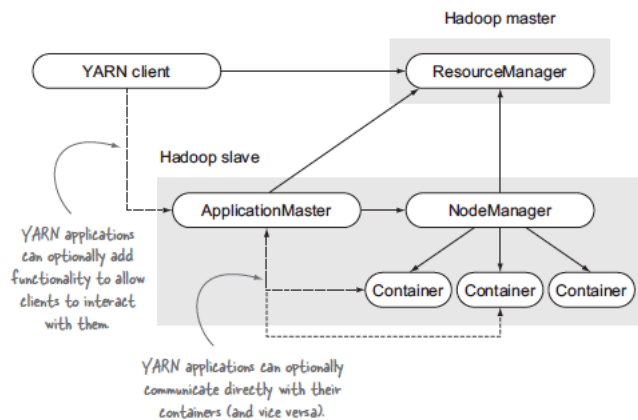 Hadoop master
YARN client
ResourceManager
Hadoop slave
ApplicationMaster
NodeManager
YARN applications
can optionally add
functionality to allow
clients to interact
with them.
Container
Container
Container
YARN applications can optionally
communicate directly with their
containers (and vice versa).